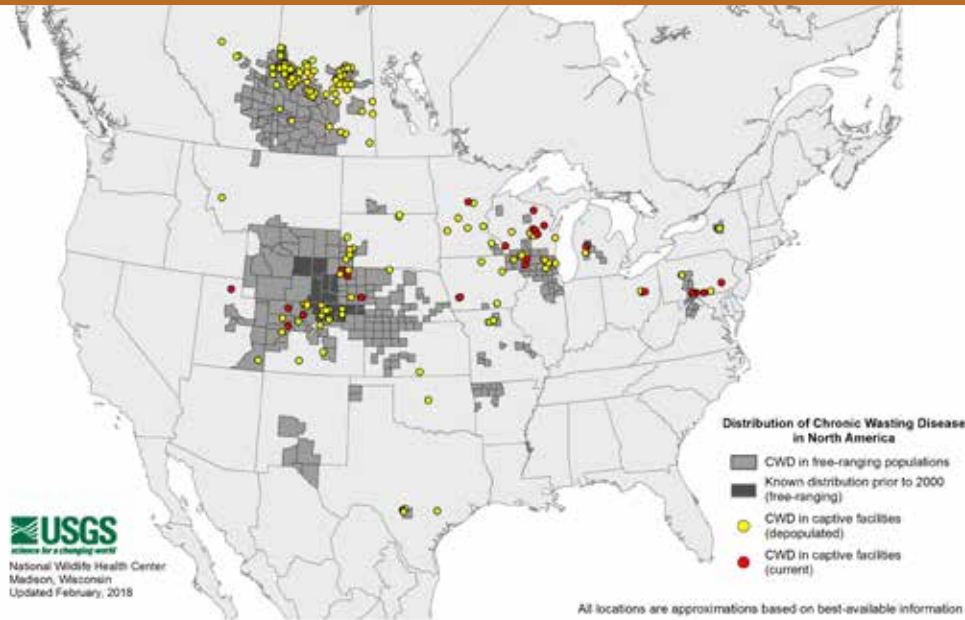 Distribution of Chronic Wasting Disease
in North America
CWD in free-ranging populations
Known distribution prior to 2000
(free-ranging)
CWD in captive facilities
(depopulated)
CWD in captive facilities
(current)
USGS
science for a changing world
National Wildlife Health Center
Madison, Wisconsin
Updated February, 2018
All locations are approximations based on best-available information